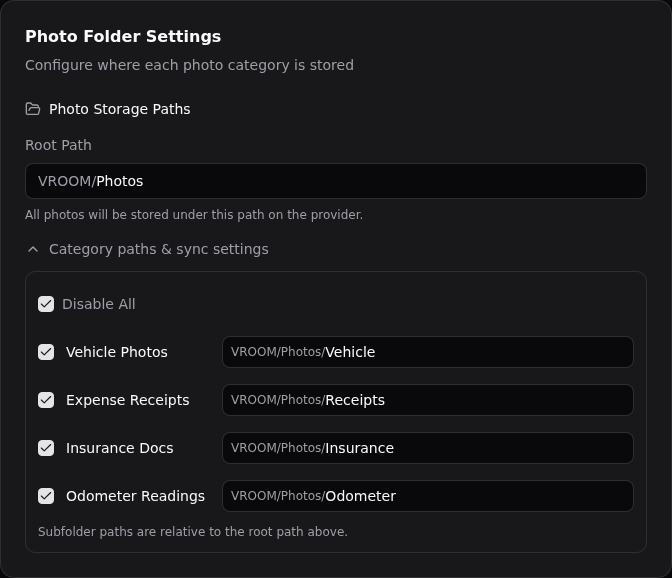 Photo Folder Settings
Configure where each photo category is stored
Photo Storage Paths
Root Path
VROOM/Photos
All photos will be stored under this path on the provider.
Category paths & sync settings
Disable All
Vehicle Photos VROOM/Photos/Vehicle
Expense Receipts VROOM/Photos/Receipts
Insurance Docs VROOM/Photos/Insurance
Odometer Readings VROOM/Photos/Odometer
Subfolder paths are relative to the root path above.